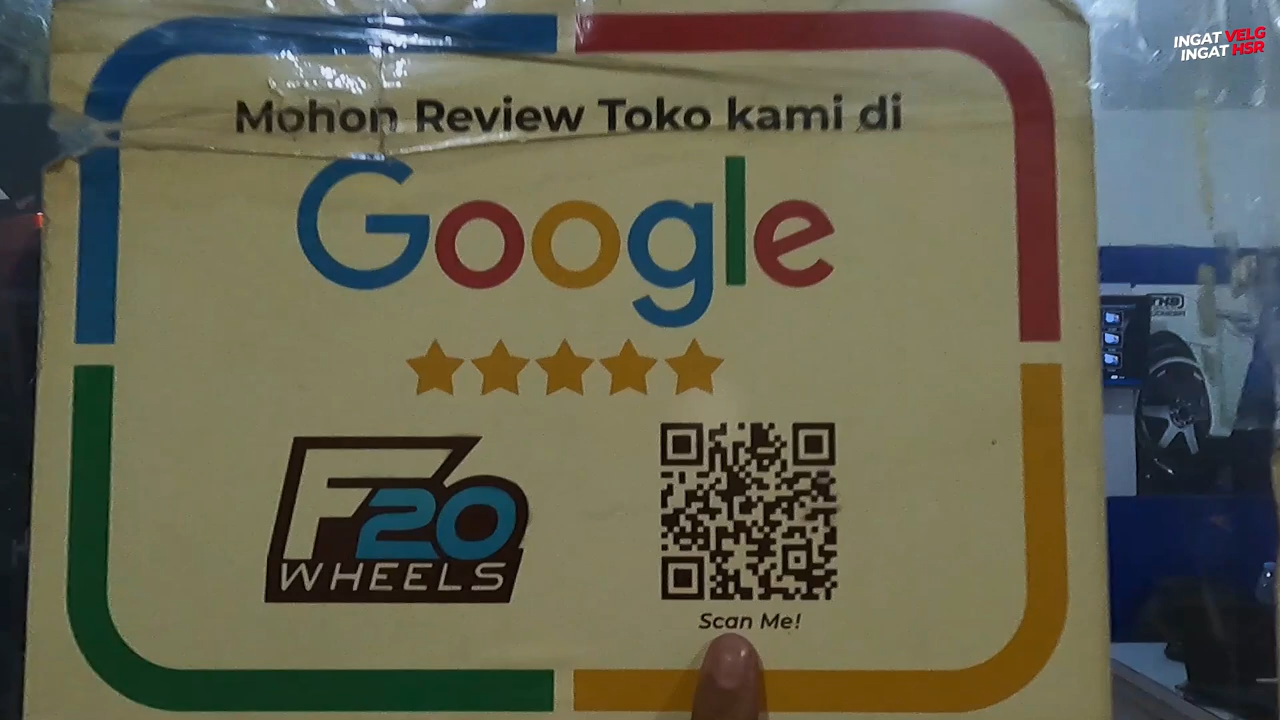 INGAT VELG
INGAT HSR
Mohon Review Toko kami di
Google
F20
WHEELS
Scan Me!